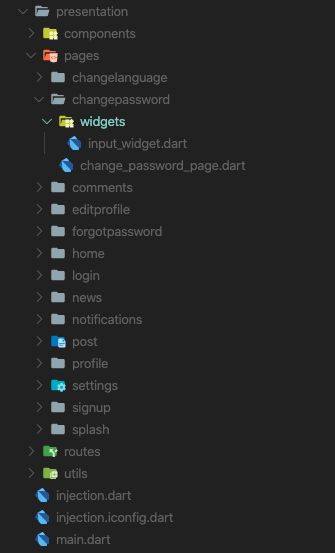 presentation
components
pages
changelanguage
changepassword
widgets
input_widget.dart
change_password_page.dart
comments
editprofile
forgotpassword
home
login
news
notifications
post
profile
settings
signup
splash
routes
utils
injection.dart
injection.iconfig.dart
main.dart